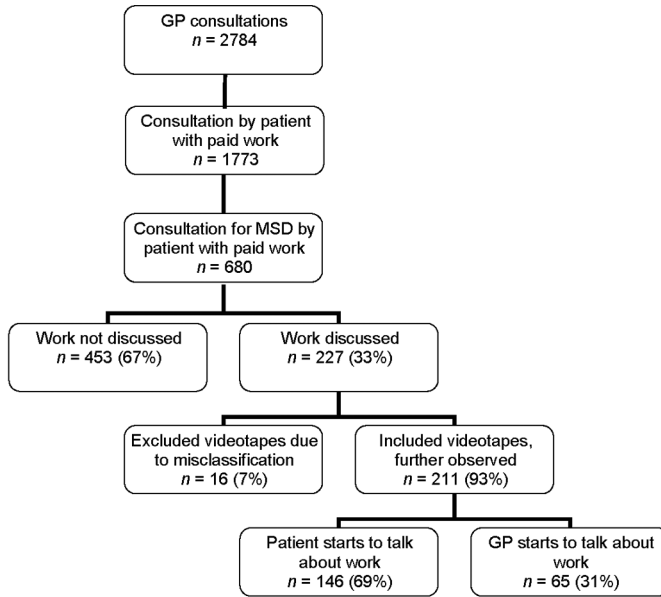 GP consultations
n = 2784
Consultation by patient
with paid work
n = 1773
Consultation for MSD by
patient with paid work
n = 680
Work not discussed
n = 453 (67%)
Work discussed
n = 227 (33%)
Excluded videotapes due
to misclassification
n = 16 (7%)
Included videotapes,
further observed
n = 211 (93%)
Patient starts to talk
about work
n = 146 (69%)
GP starts to talk about
work
n = 65 (31%)